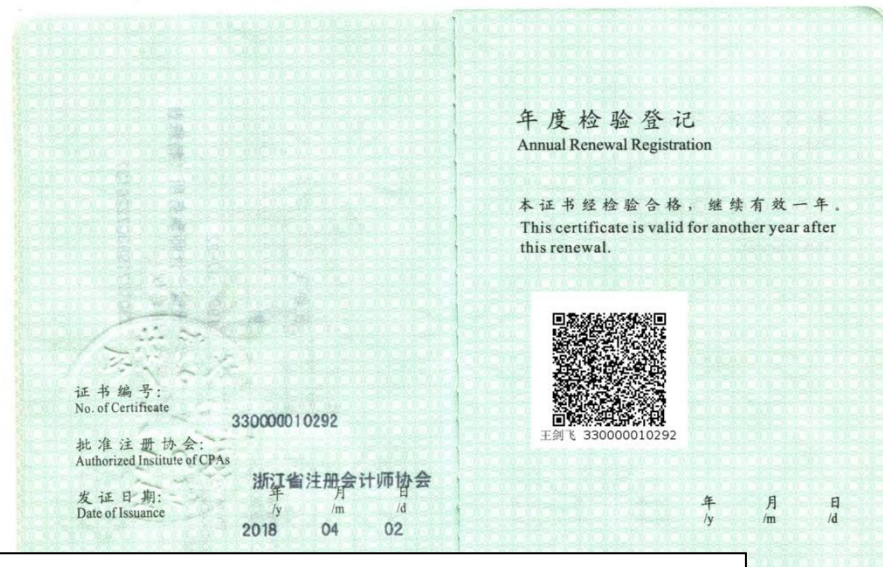 证书编号:
No. of Certificate
330000010292
批准注册协会:
Authorized Institute of CPAs
浙江省注册会计师协会
发证日期:
Date of Issuance
年 月 日
/y /m /d
2018 04 02
年度检验登记
Annual Renewal Registration
本证书经检验合格，继续有效一年。
This certificate is valid for another year after
this renewal.
王剑飞 330000010292
年 月 日
/y /m /d